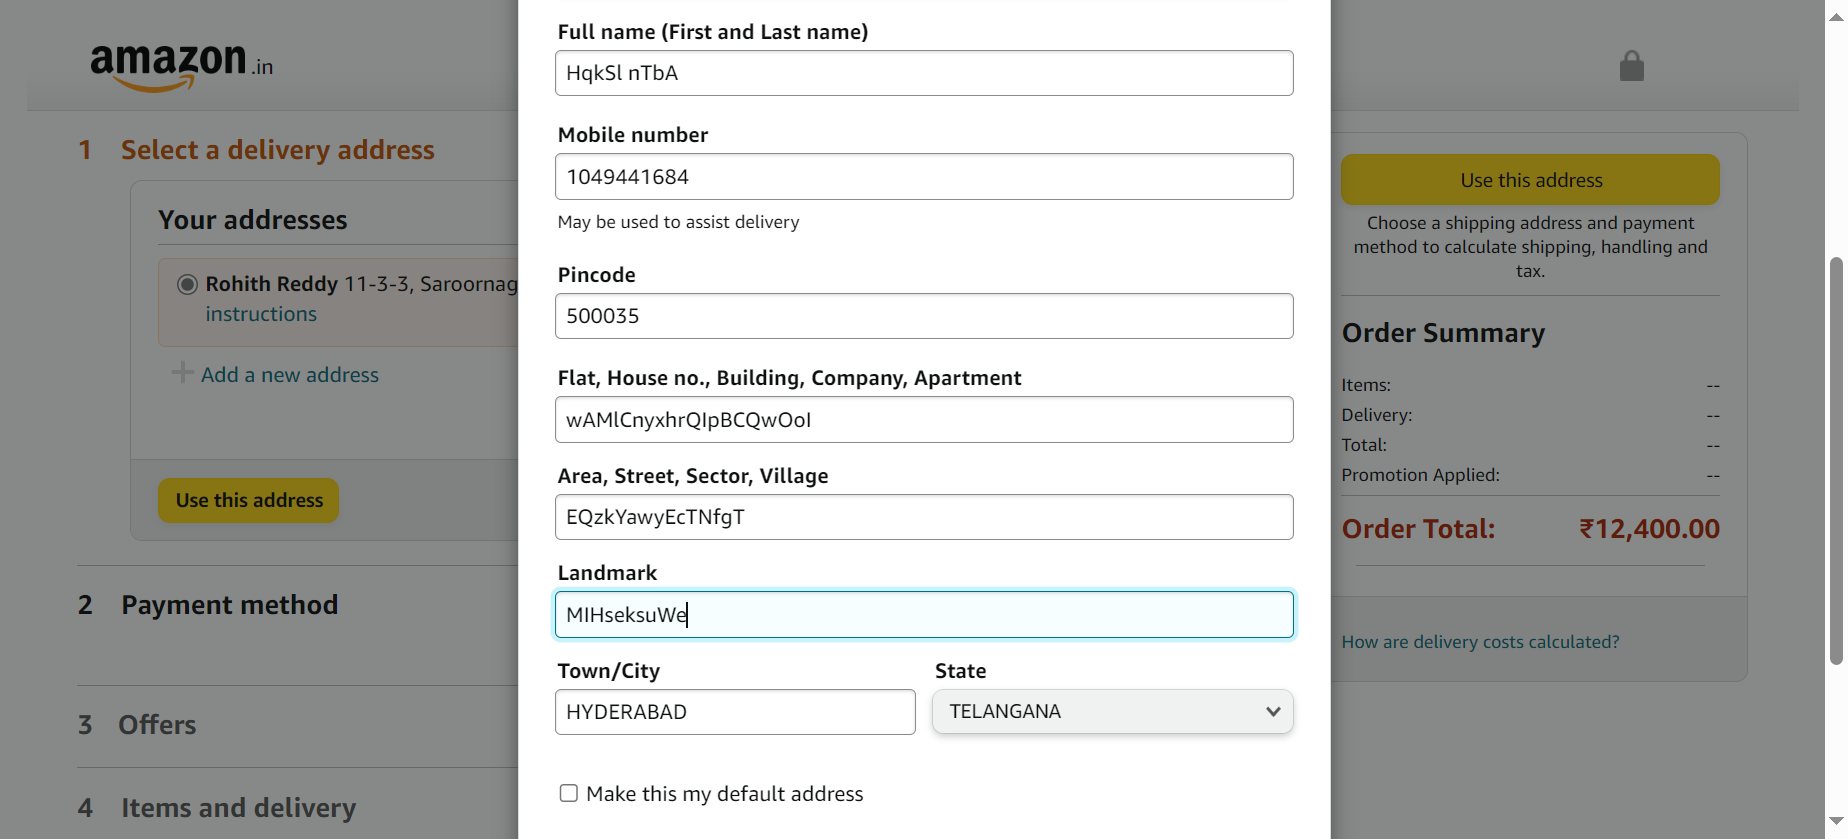 amazon.in
1 Select a delivery address
Your addresses
Rohith Reddy 11-3-3, Saroornag
instructions
Add a new address
Use this address
2 Payment method
3 Offers
4 Items and delivery
Full name (First and Last name)
HqkSl nTbA
Mobile number
1049441684
May be used to assist delivery
Pincode
500035
Flat, House no., Building, Company, Apartment
wAMlCnyxhrQIpBCQwOoI
Area, Street, Sector, Village
EQzkYawyEcTNfgT
Landmark
MIHseksuWe
Town/City
HYDERABAD
State
TELANGANA
Make this my default address
Use this address
Choose a shipping address and payment
method to calculate shipping, handling and
tax.
Order Summary
Items: --
Delivery: --
Total: --
Promotion Applied: --
Order Total: ₹12,400.00
How are delivery costs calculated?